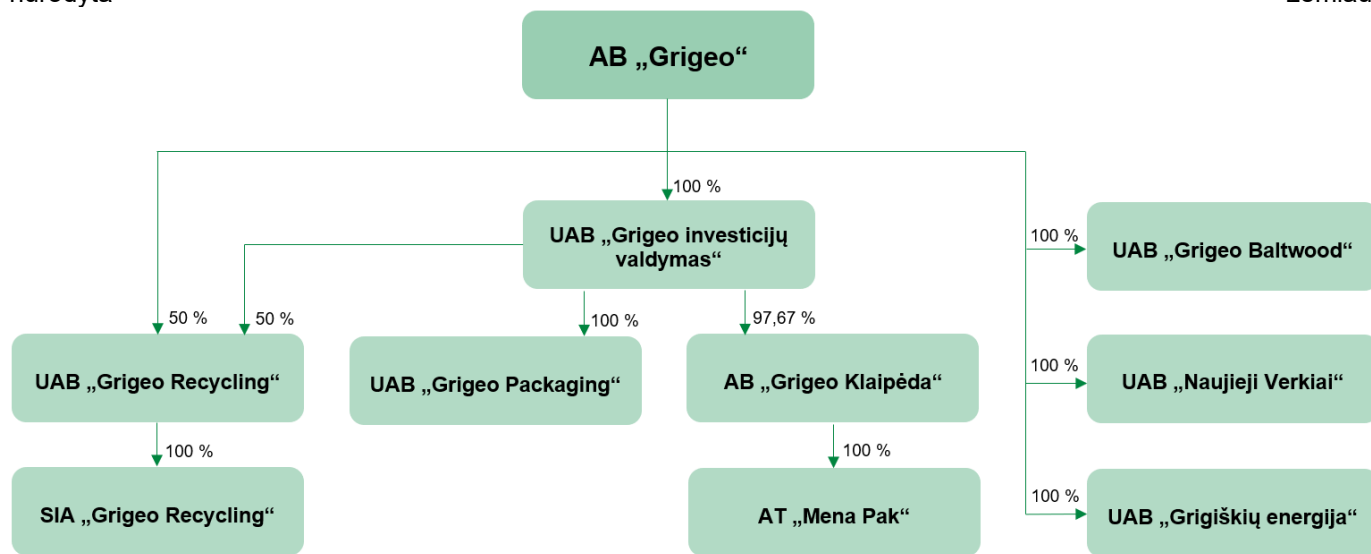 AB „Grigeo“
100 %
UAB „Grigeo investicijų
valdymas“
100 %
UAB „Grigeo Baltwood“
50 %
50 %
100 %
97,67 %
UAB „Grigeo Recycling“
UAB „Grigeo Packaging“
AB „Grigeo Klaipėda“
100 %
UAB „Naujieji Verkiai“
100 %
100 %
SIA „Grigeo Recycling“
AT „Mena Pak“
100 %
UAB „Grigiškių energija“